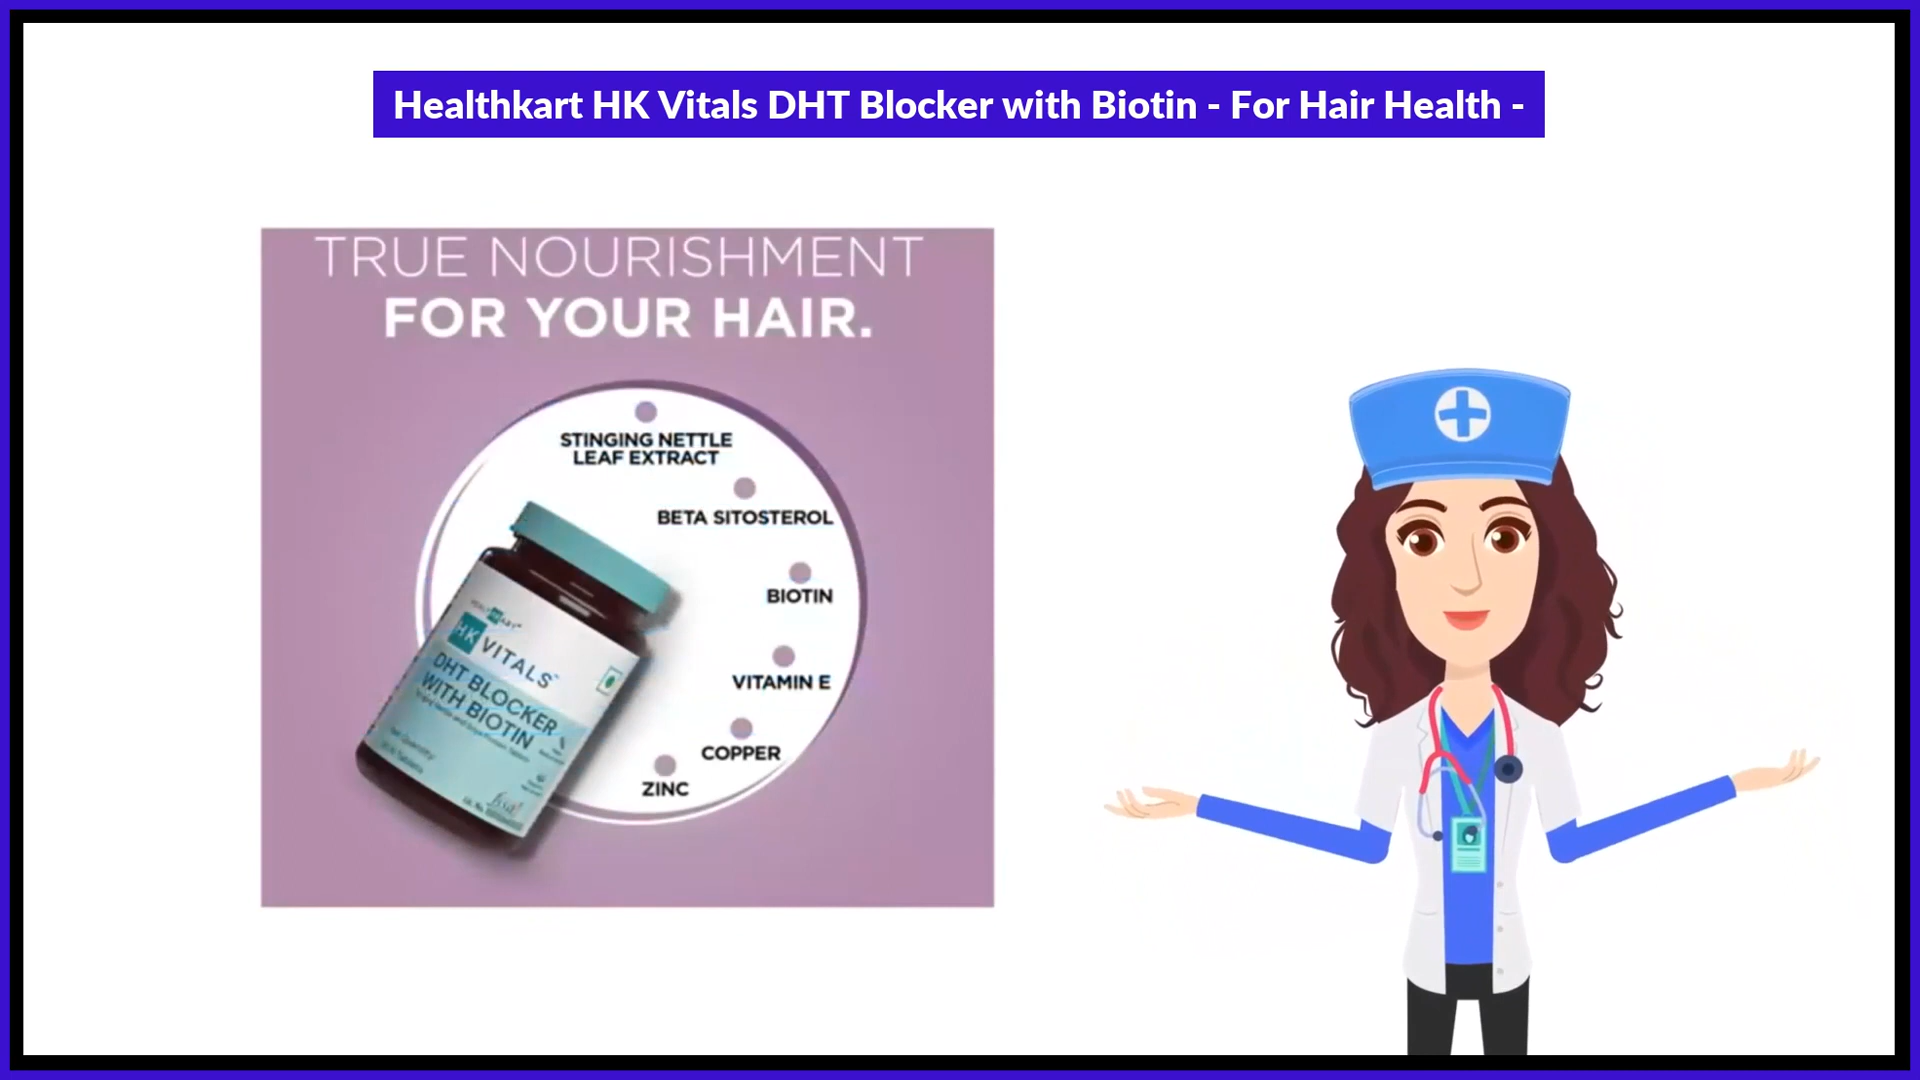 Healthkart HK Vitals DHT Blocker with Biotin - For Hair Health -
TRUE NOURISHMENT
FOR YOUR HAIR.
STINGING NETTLE
LEAF EXTRACT
BETA SITOSTEROL
BIOTIN
VITAMIN E
COPPER
ZINC
HK VITALS
DHT BLOCKER
WITH BIOTIN